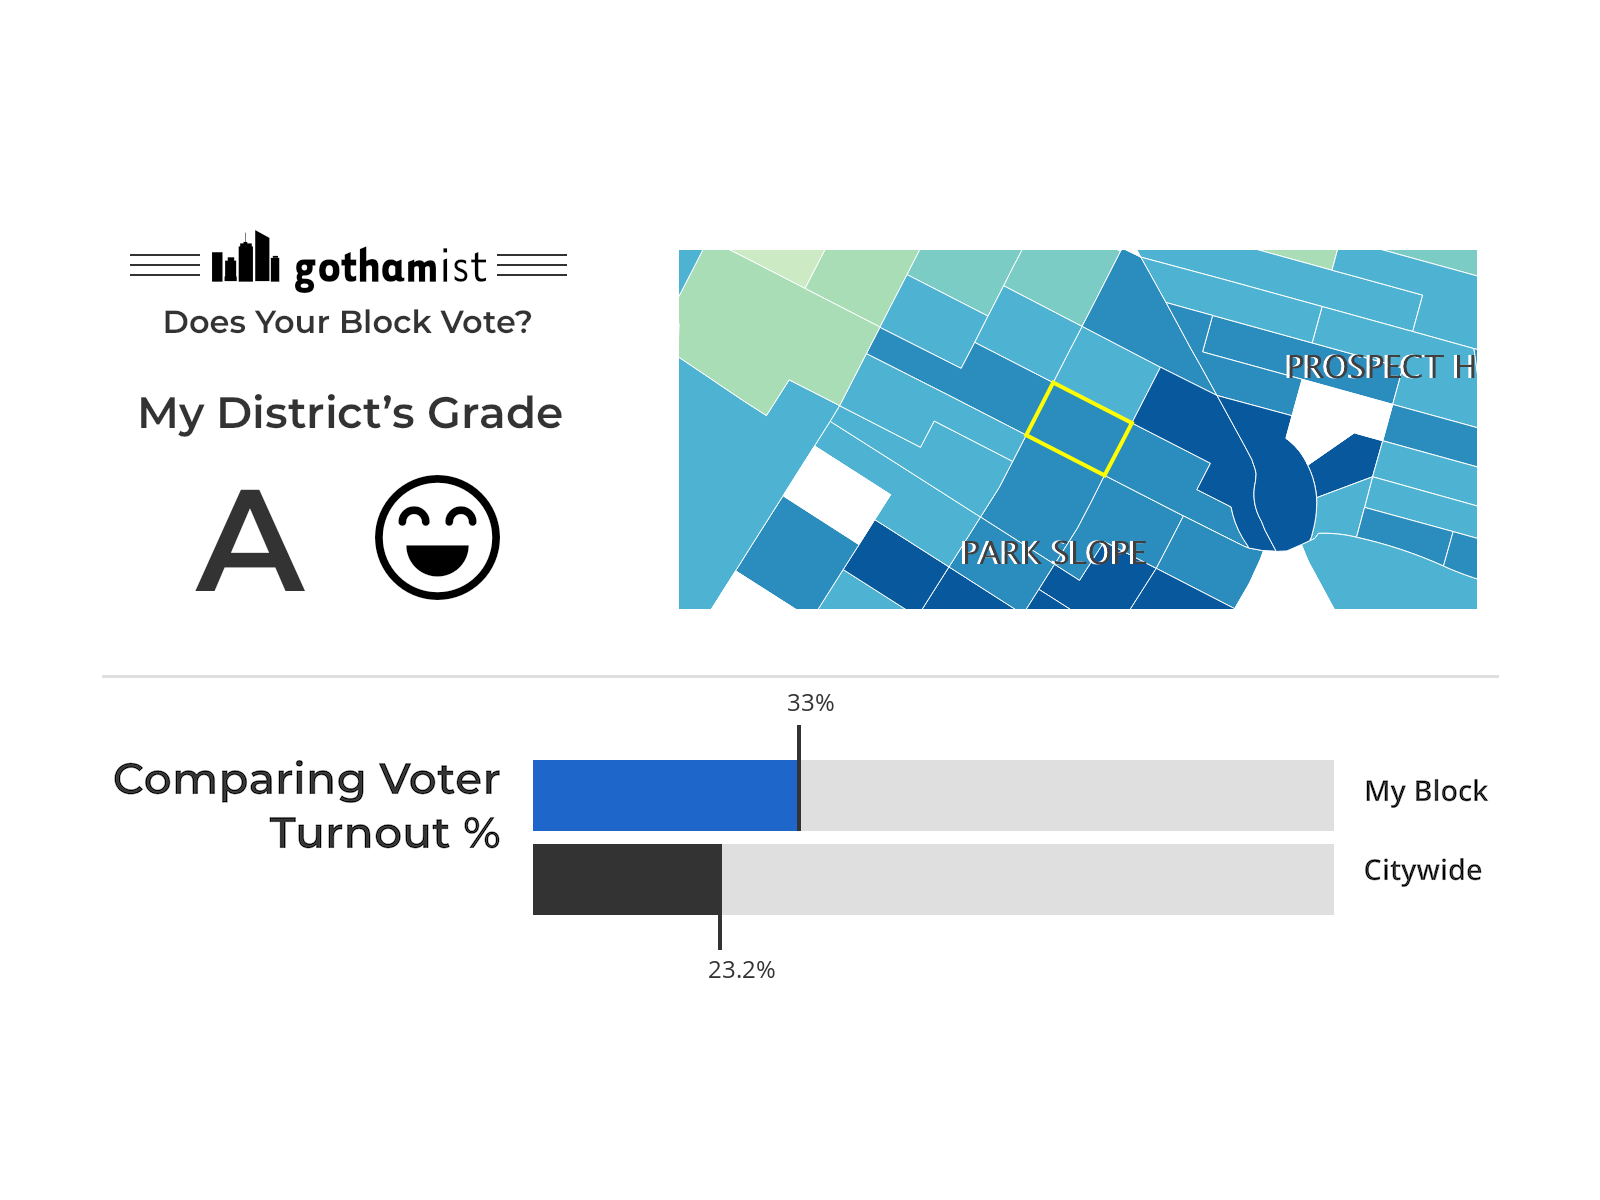 gothamist
Does Your Block Vote?
My District’s Grade
A
PROSPECT H
PARK SLOPE
33%
Comparing Voter
Turnout %
My Block
Citywide
23.2%